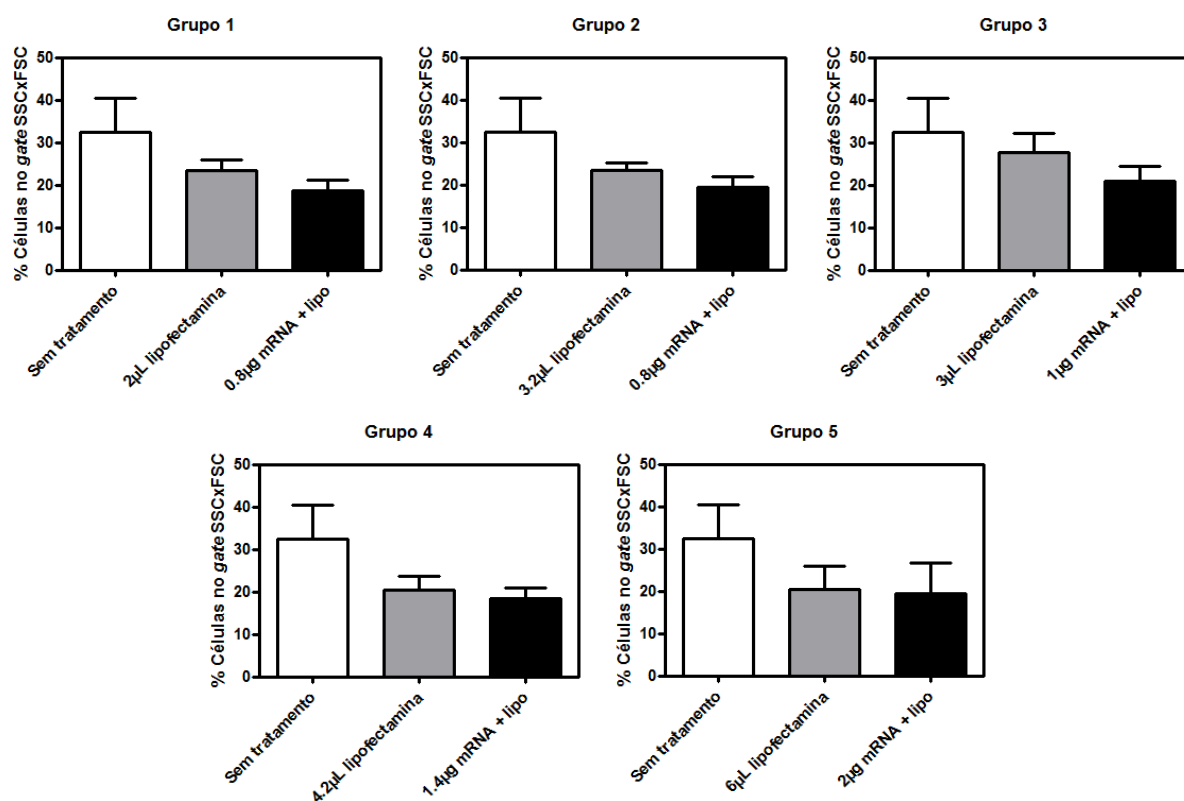 Grupo 1
% Células no gate SSCxFSC
50
40
30
20
10
0
Sem tratamento
2µL lipofectamina
0.8µg mRNA + lipo
Grupo 2
% Células no gate SSCxFSC
50
40
30
20
10
0
Sem tratamento
3.2µL lipofectamina
0.8µg mRNA + lipo
Grupo 3
% Células no gate SSCxFSC
50
40
30
20
10
0
Sem tratamento
3µL lipofectamina
1µg mRNA + lipo
Grupo 4
% Células no gate SSCxFSC
50
40
30
20
10
0
Sem tratamento
4.2µL lipofectamina
1.4µg mRNA + lipo
Grupo 5
% Células no gate SSCxFSC
50
40
30
20
10
0
Sem tratamento
6µL lipofectamina
2µg mRNA + lipo